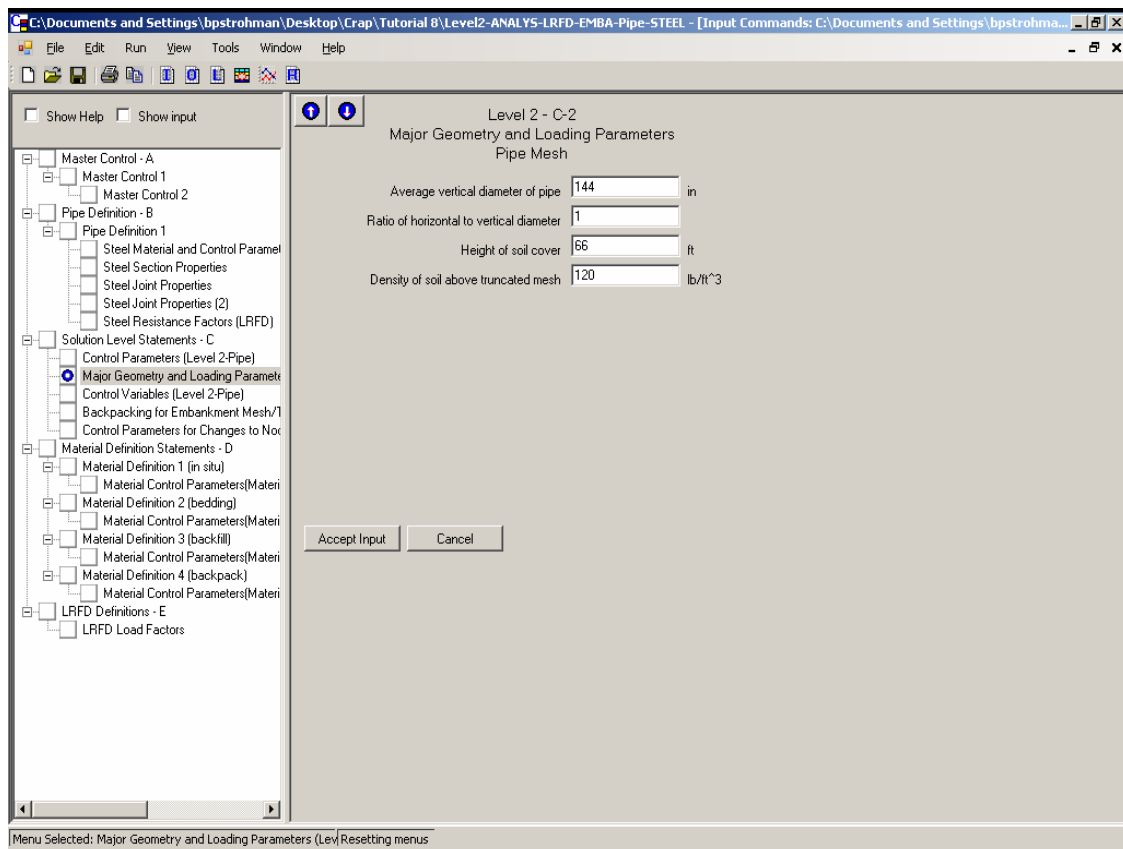 C:\Documents and Settings\bpstrohman\Desktop\Crap\Tutorial 8\Level2-ANALYS-LRFD-EMBA-Pipe-STEEL - [Input Commands: C:\Documents and Settings\bpstrohma...
File Edit Run View Tools Window Help
Show Help Show input
Master Control - A
Master Control 1
Master Control 2
Pipe Definition - B
Pipe Definition 1
Steel Material and Control Paramet
Steel Section Properties
Steel Joint Properties
Steel Joint Properties (2)
Steel Resistance Factors (LRFD)
Solution Level Statements - C
Control Parameters (Level 2-Pipe)
Major Geometry and Loading Paramete
Control Variables (Level 2-Pipe)
Backpacking for Embankment Mesh/T
Control Parameters for Changes to Noc
Material Definition Statements - D
Material Definition 1 (in situ)
Material Control Parameters(Materi
Material Definition 2 (bedding)
Material Control Parameters(Materi
Material Definition 3 (backfill)
Material Control Parameters(Materi
Material Definition 4 (backpack)
Material Control Parameters(Materi
LRFD Definitions - E
LRFD Load Factors
Level 2 - C-2
Major Geometry and Loading Parameters
Pipe Mesh
Average vertical diameter of pipe 144 in
Ratio of horizontal to vertical diameter 1
Height of soil cover 66 ft
Density of soil above truncated mesh 120 lb/ft^3
Accept Input Cancel
Menu Selected: Major Geometry and Loading Parameters (Lev Resetting menus